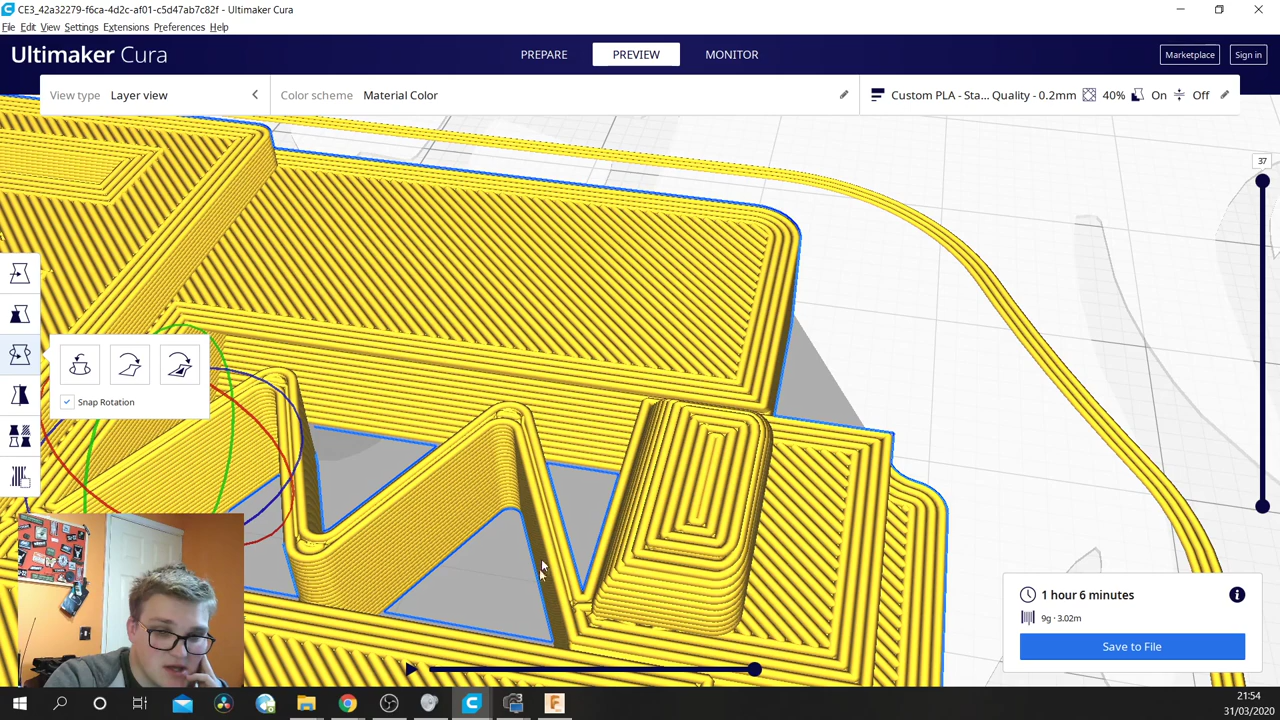 CE3_42a32279-f6ca-4d2c-af01-c5d47ab7c82f - Ultimaker Cura
File Edit View Settings Extensions Preferences Help
Ultimaker Cura
PREPARE
PREVIEW
MONITOR
Marketplace
Sign in
View type Layer view
Color scheme Material Color
Custom PLA - Sta... Quality - 0.2mm 40% On Off
37
Snap Rotation
1 hour 6 minutes
9g · 3.02m
Save to File
21:54
31/03/2020